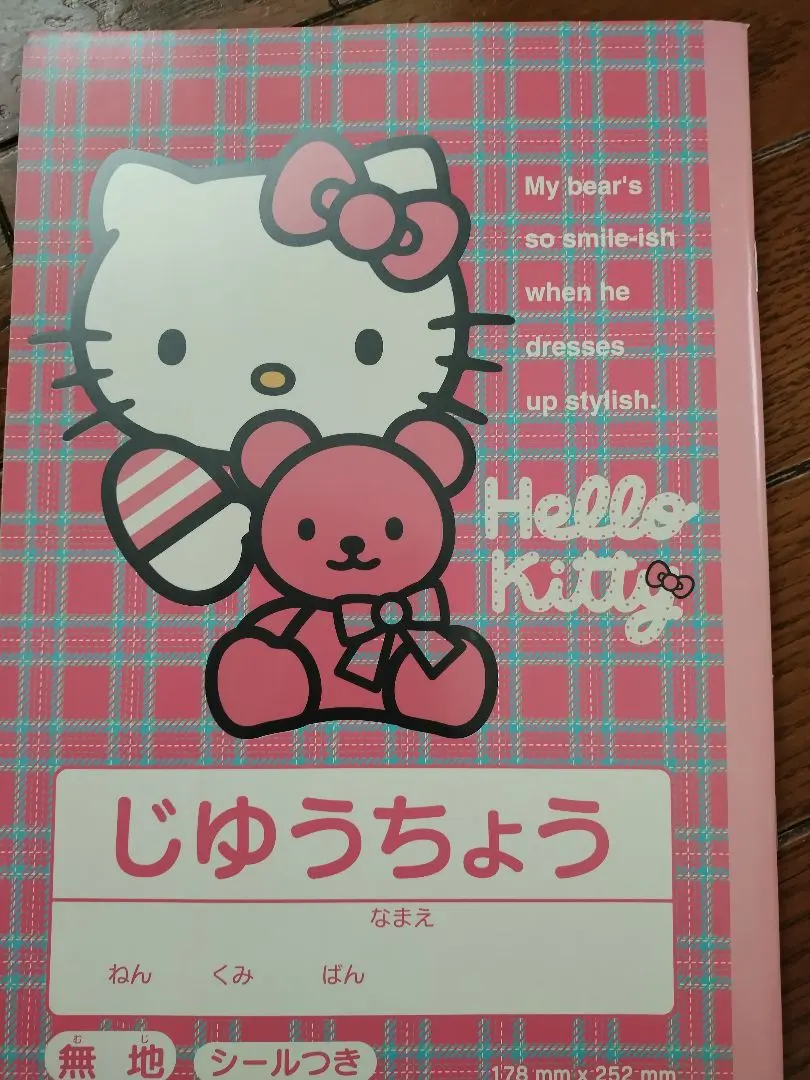 My bear's
so smile-ish
when he
dresses
up stylish.
Hello
Kitty
じゆうちょう
なまえ
ねん くみ ばん
むじ
無地 シールつき
178 mm x 252 mm